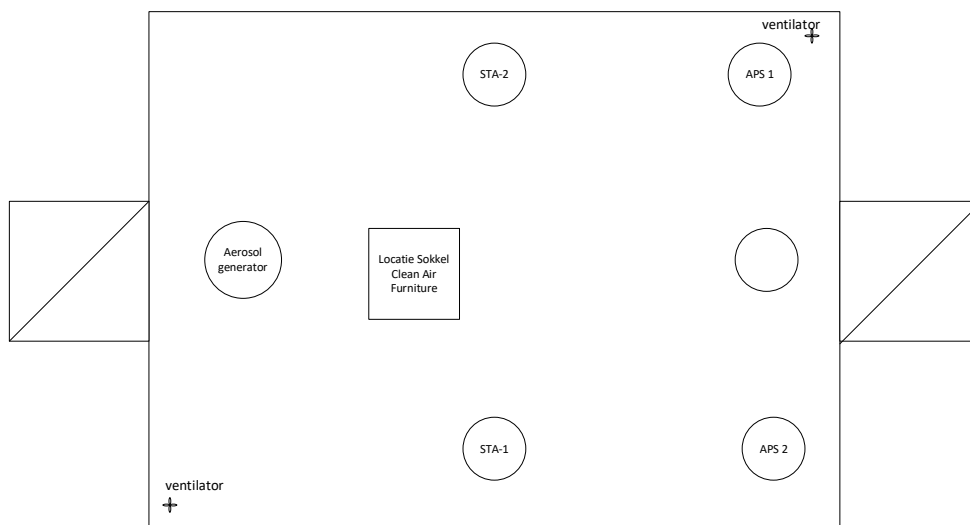 ventilator
STA-2
APS 1
Aerosol
generator
Locatie Sokkel
Clean Air
Furniture
STA-1
APS 2
ventilator